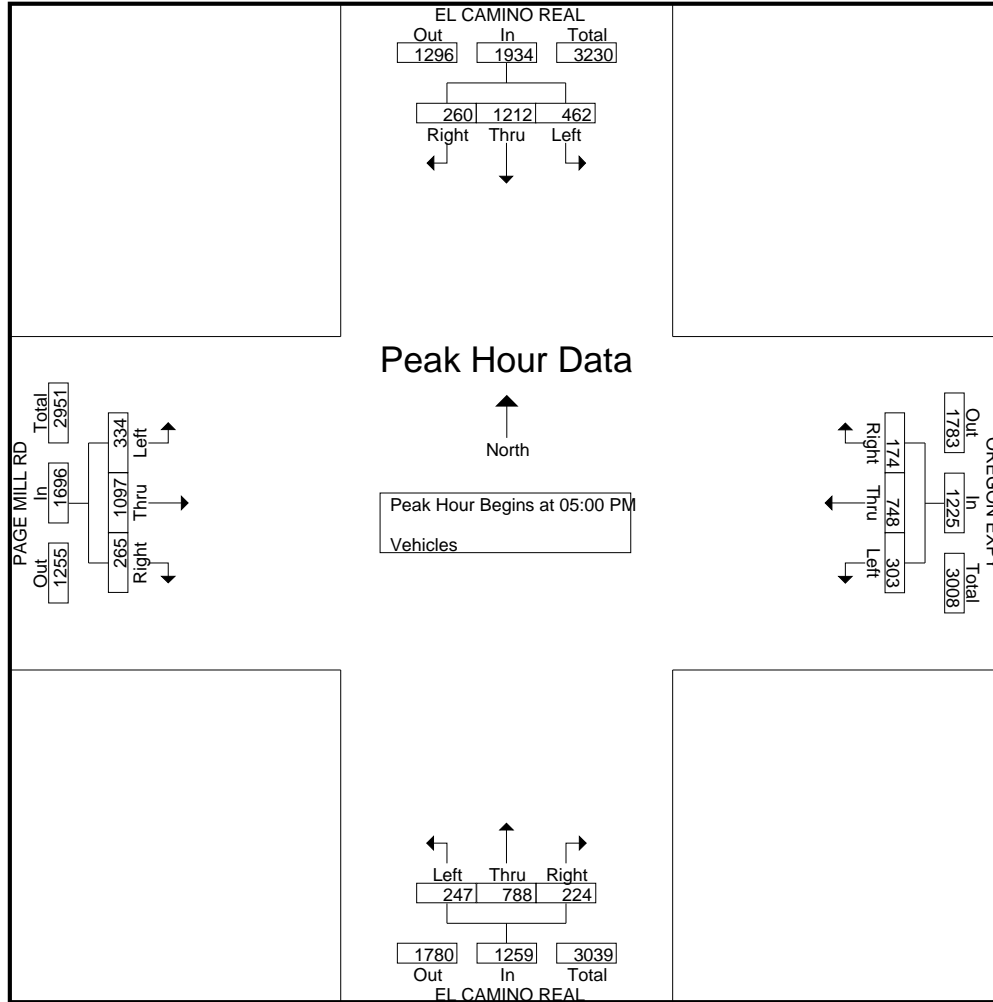 EL CAMINO REAL
Out In Total
1296 1934 3230
260 1212 462
Right Thru Left
Peak Hour Data
North
Peak Hour Begins at 05:00 PM
Vehicles
PAGE MILL RD
Out In Total
1255 1696 2951
265 1097 334
Right Thru Left
OREGON EXPY
Out In Total
1783 1225 3008
174 748 303
Right Thru Left
Left Thru Right
247 788 224
1780 1259 3039
Out In Total
EL CAMINO REAL